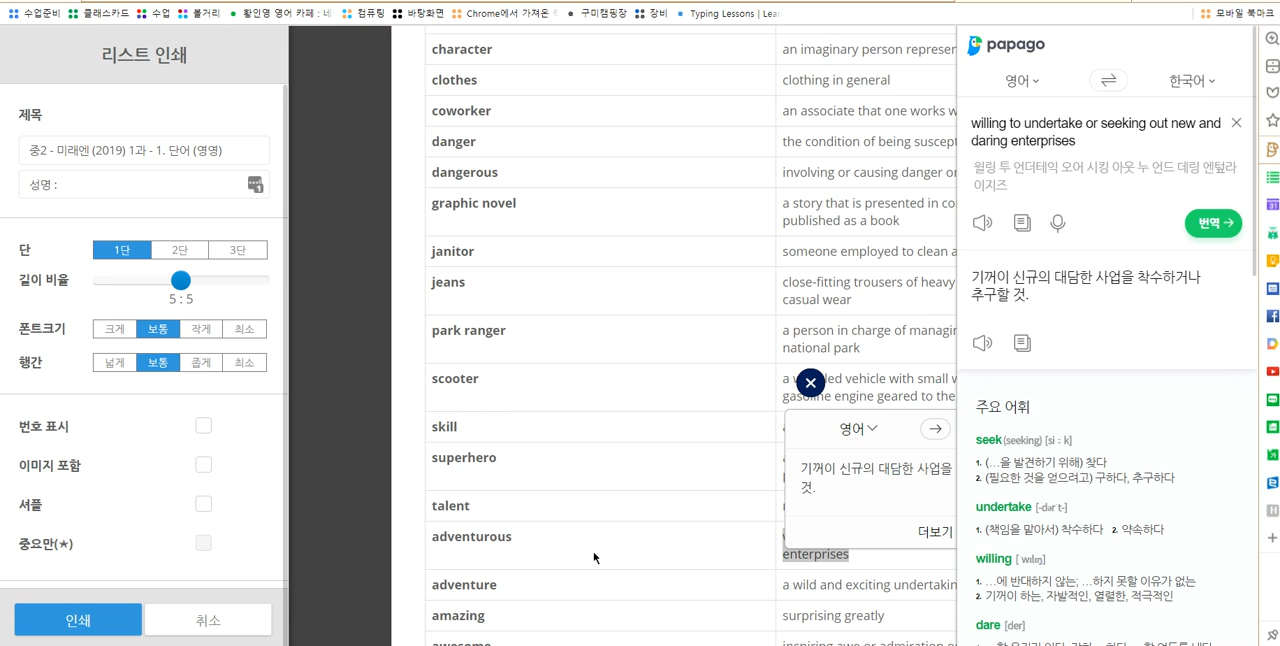 수업준비 클래스카드 수업 볼거리 황인영 영어 카페 : 네 컴퓨팅 바탕화면 Chrome에서 가져온 구미캠핑장 장비 Typing Lessons | Lea 모바일 북마크
리스트 인쇄
제목
중2 - 미래엔 (2019) 1과 - 1. 단어 (영영)
성명 :
단 1단 2단 3단
길이 비율
5 : 5
폰트크기 크게 보통 작게 최소
행간 넓게 보통 좁게 최소
번호 표시
이미지 포함
셔플
중요만(★)
인쇄 취소
character an imaginary person represen
clothes clothing in general
coworker an associate that one works w
danger the condition of being suscept
dangerous involving or causing danger o
graphic novel a story that is presented in co
published as a book
janitor someone employed to clean a
jeans close-fitting trousers of heavy
casual wear
park ranger a person in charge of managi
national park
scooter a vehicle with small w
gasoline engine geared to the
skill
superhero
talent
adventurous
enterprises
adventure a wild and exciting undertakin
amazing surprising greatly
awesome inspiring awe or admiration o
영어
기꺼이 신규의 대담한 사업을
것.
더보기
papago
영어 한국어
willing to undertake or seeking out new and
daring enterprises
윌링 투 언더테익 오어 시킹 아웃 누 언드 데링 엔털라
이지즈
번역
기꺼이 신규의 대담한 사업을 착수하거나
추구할 것.
주요 어휘
seek (seeking) [siːk]
1. (…을 발견하기 위해) 찾다
2. (필요한 것을 얻으려고) 구하다, 추구하다
undertake [-dərt-]
1. (책임을 맡아서) 착수하다 2. 약속하다
willing [wilɪŋ]
1. …에 반대하지 않는; …하지 못할 이유가 없는
2. 기꺼이 하는, 자발적인, 열렬한, 적극적인
dare [der]